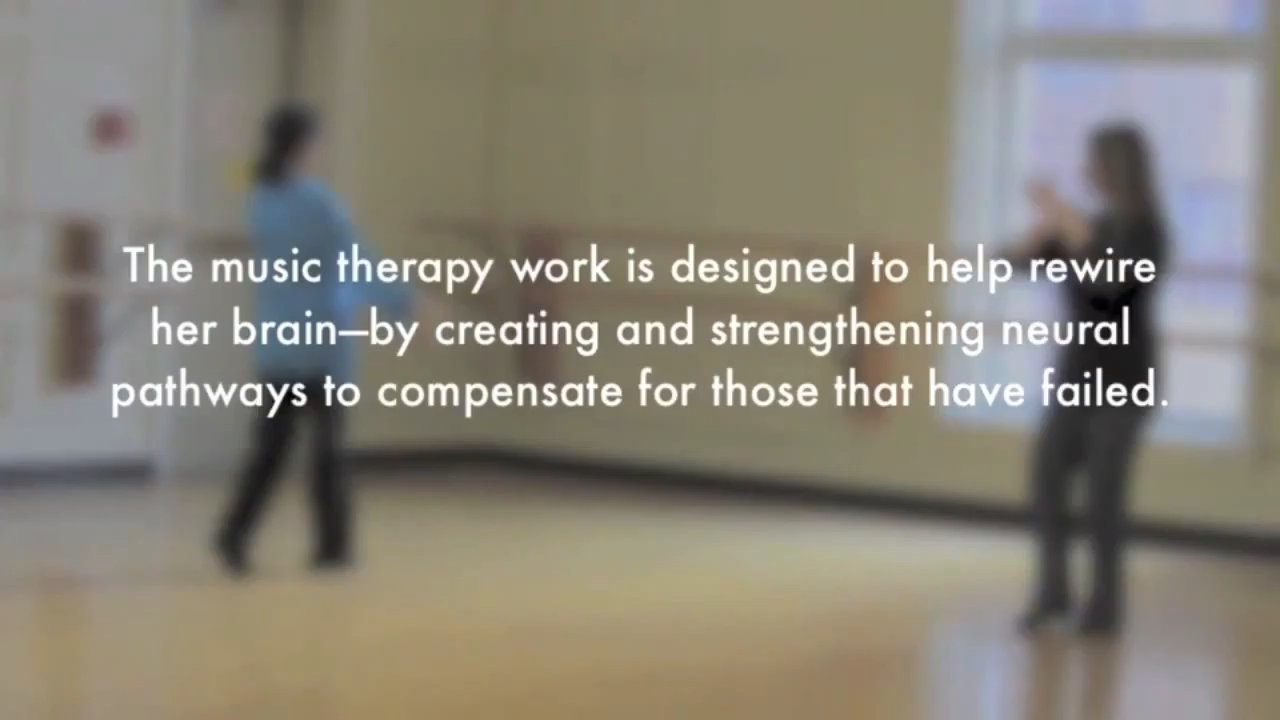 The music therapy work is designed to help rewire
her brain—by creating and strengthening neural
pathways to compensate for those that have failed.